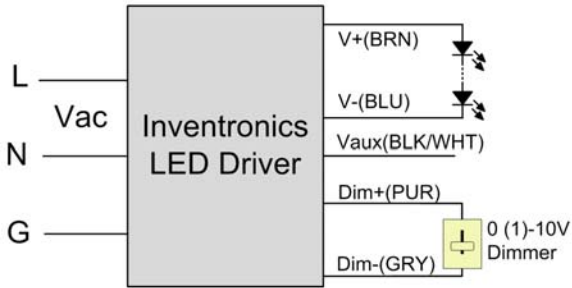 L
Vac
N
G
Inventronics
LED Driver
V+(BRN)
V-(BLU)
Vaux(BLK/WHT)
Dim+(PUR)
Dim-(GRY)
0 (1)-10V
Dimmer